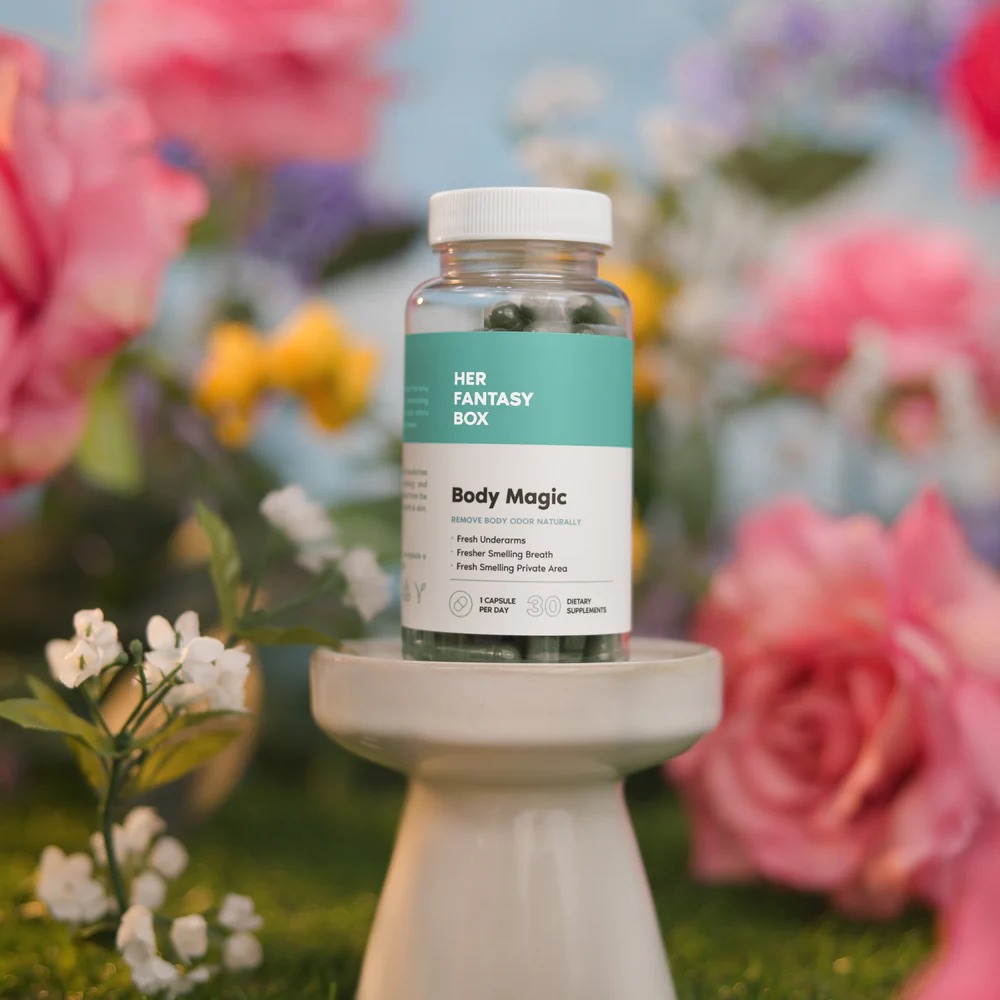 HER
FANTASY
BOX
Body Magic
REMOVE BODY ODOR NATURALLY
· Fresh Underarms
· Fresher Smelling Breath
· Fresh Smelling Private Area
1 CAPSULE
PER DAY
30
DIETARY
SUPPLEMENTS